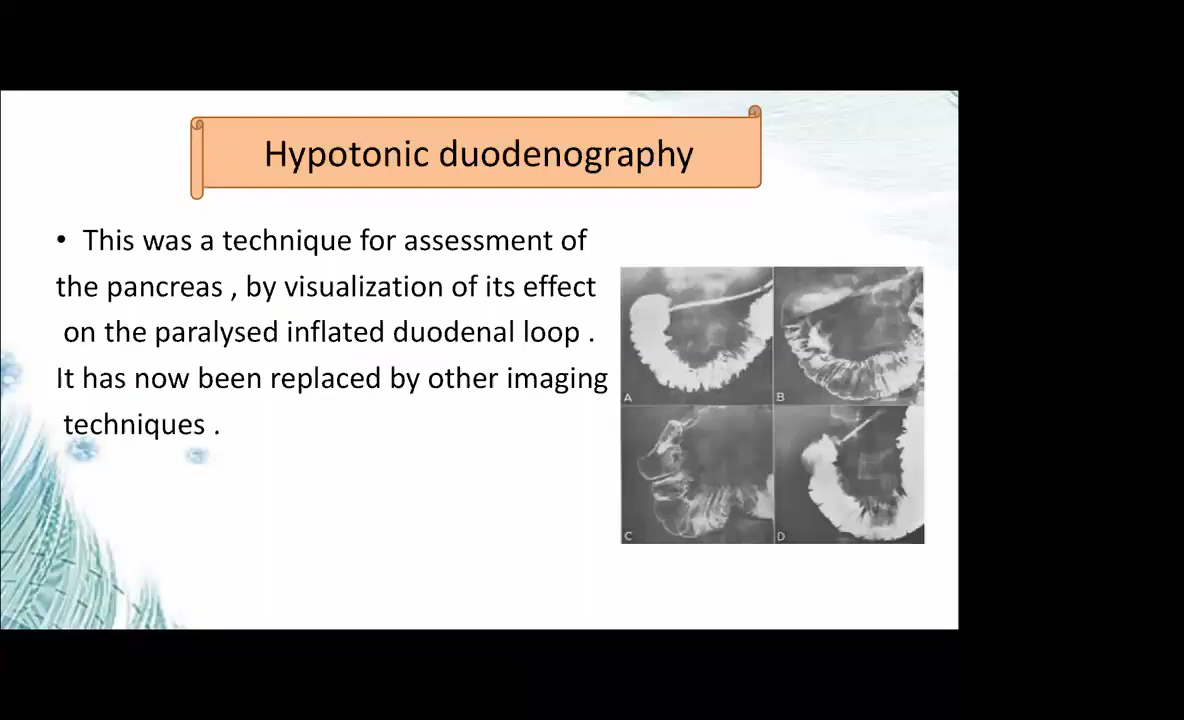 Hypotonic duodenography
• This was a technique for assessment of
the pancreas , by visualization of its effect
on the paralysed inflated duodenal loop .
It has now been replaced by other imaging
techniques .
A
B
C
D